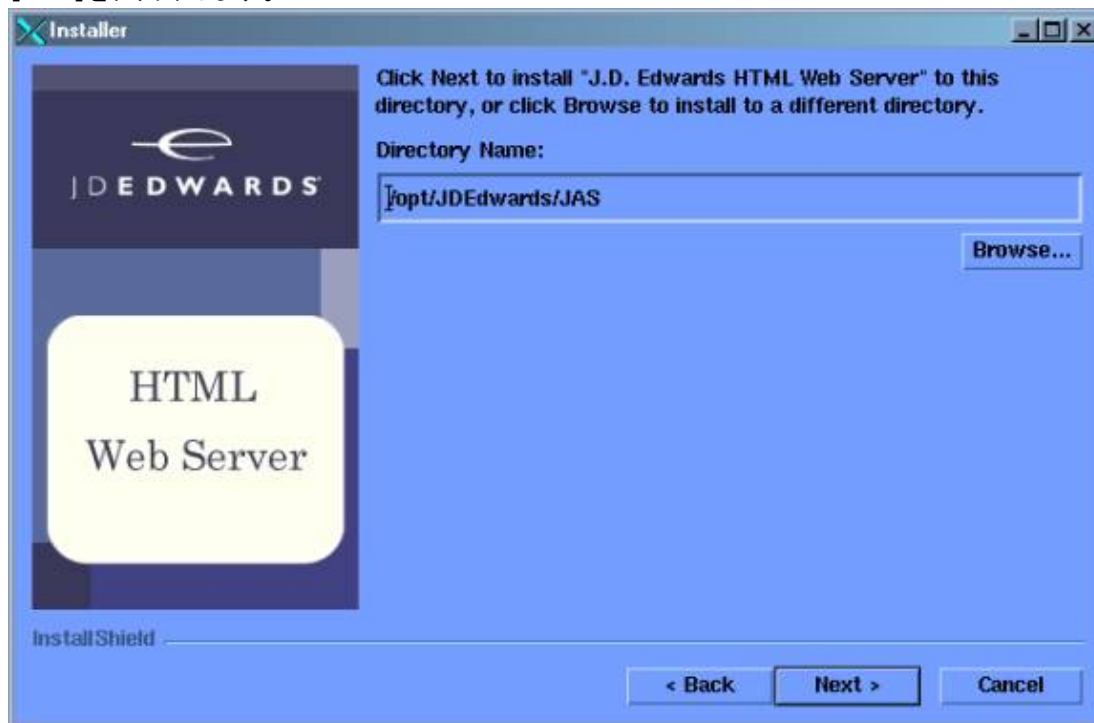 Installer
Click Next to install "J.D. Edwards HTML Web Server" to this
directory, or click Browse to install to a different directory.
Directory Name:
/opt/JDEdwards/JAS
Browse...
JDEDWARDS
HTML
Web Server
InstallShield
< Back
Next >
Cancel